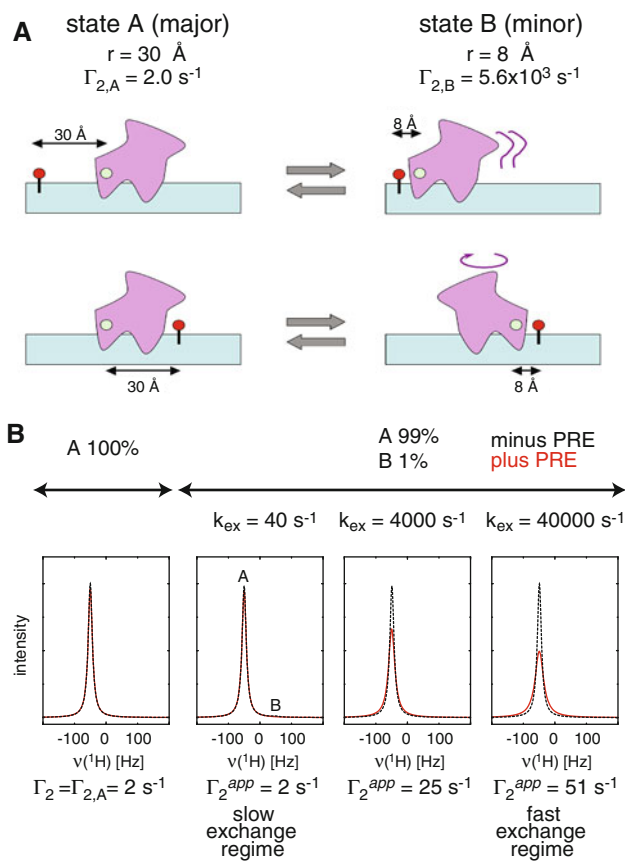 A
state A (major)
r = 30 Å
Γ2,A = 2.0 s-1
state B (minor)
r = 8 Å
Γ2,B = 5.6x10³ s-1
30 Å
8 Å
30 Å
8 Å
B
A 100%
A 99%
B 1%
minus PRE
plus PRE
kex = 40 s-1
kex = 4000 s-1
kex = 40000 s-1
intensity
A
B
-100 0 100
-100 0 100
-100 0 100
-100 0 100
ν(¹H) [Hz]
ν(¹H) [Hz]
ν(¹H) [Hz]
ν(¹H) [Hz]
Γ2 =Γ2,A= 2 s-1
Γ2app = 2 s-1
Γ2app = 25 s-1
Γ2app = 51 s-1
slow
exchange
regime
fast
exchange
regime